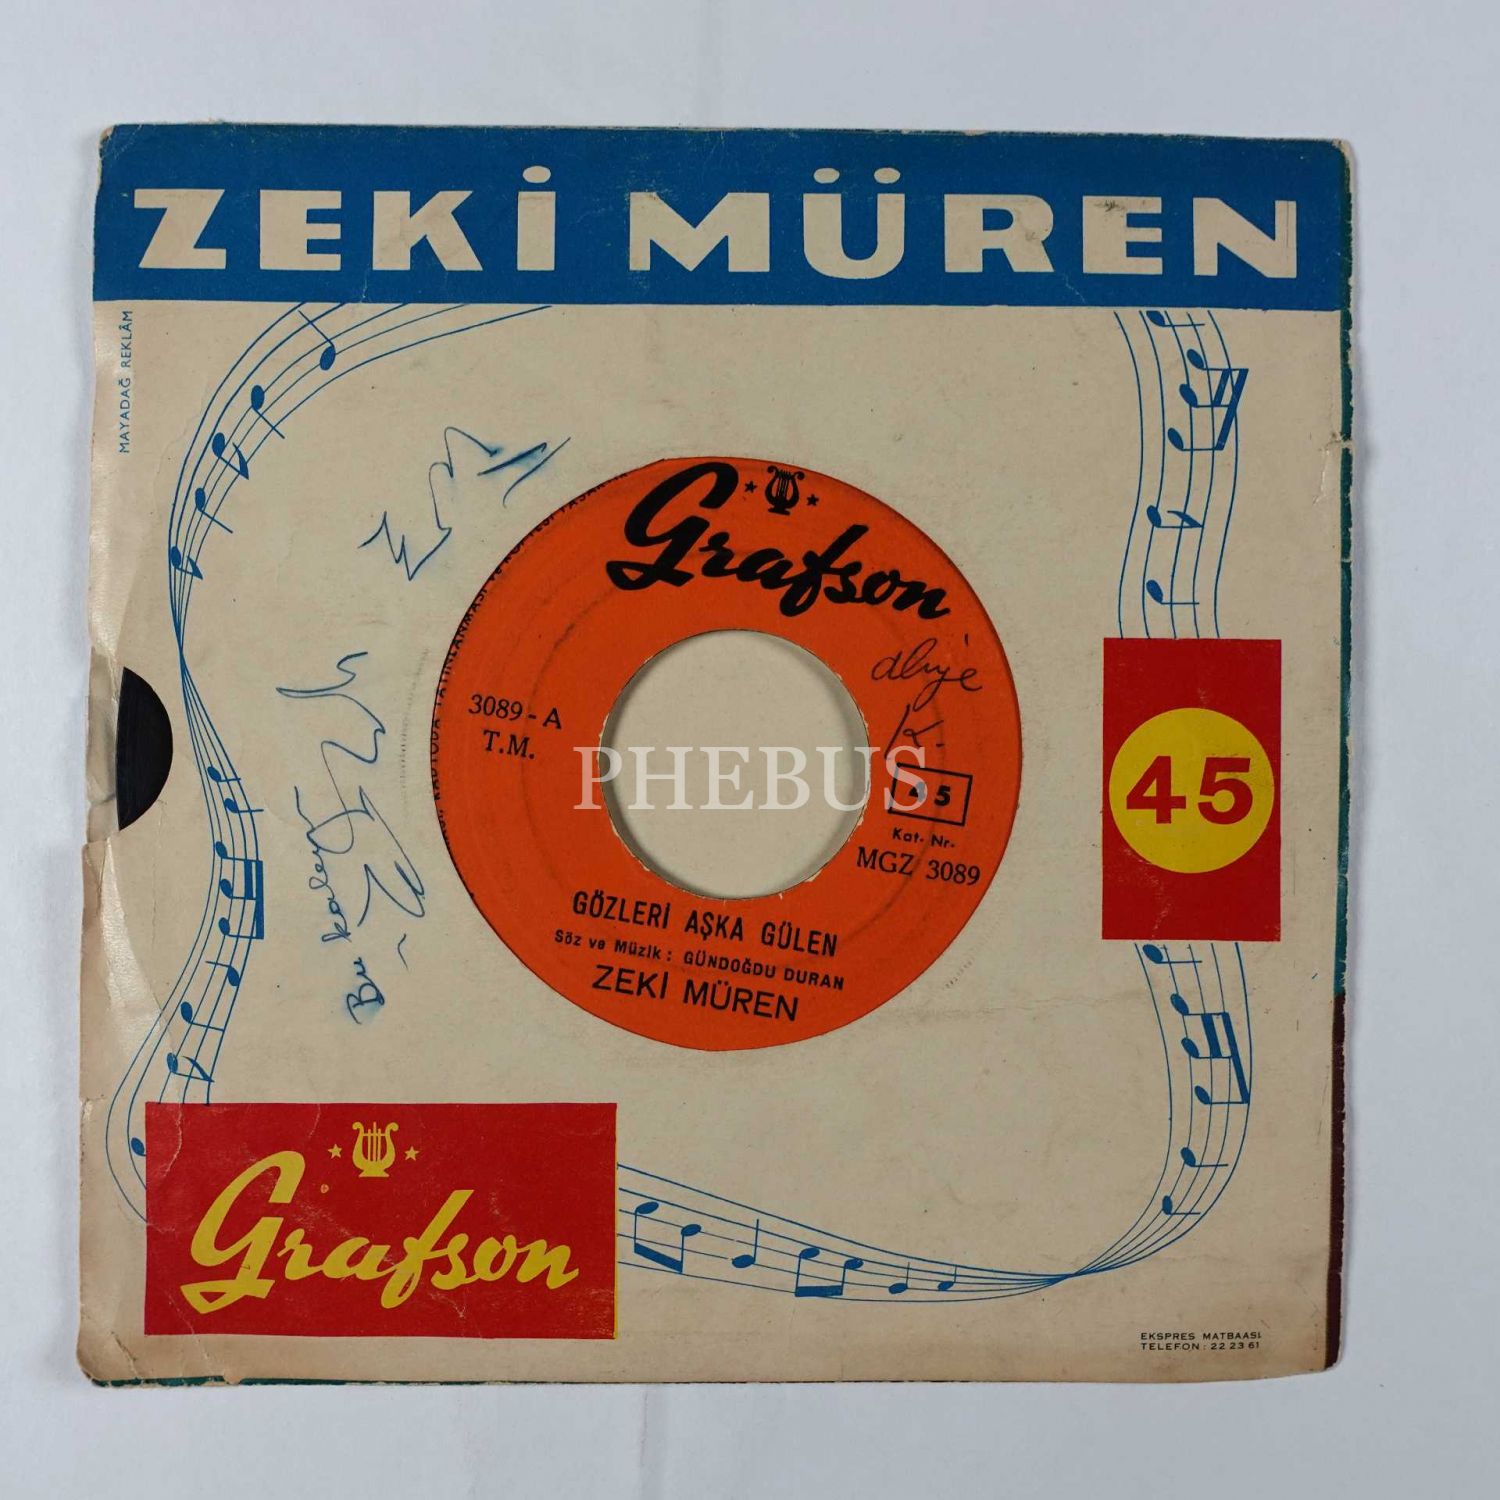 ZEKİ MÜREN
MAYADAĞ REKLÂM
Grafson
3089 - A
T.M.
K.
45
Kat. Nr.
MGZ 3089
GÖZLERİ AŞKA GÜLEN
Söz ve Müzik : GÜNDOĞDU DURAN
ZEKİ MÜREN
PHEBUS
45
Bu
Grafson
EKSPRES MATBAASI
TELEFON : 22 23 61